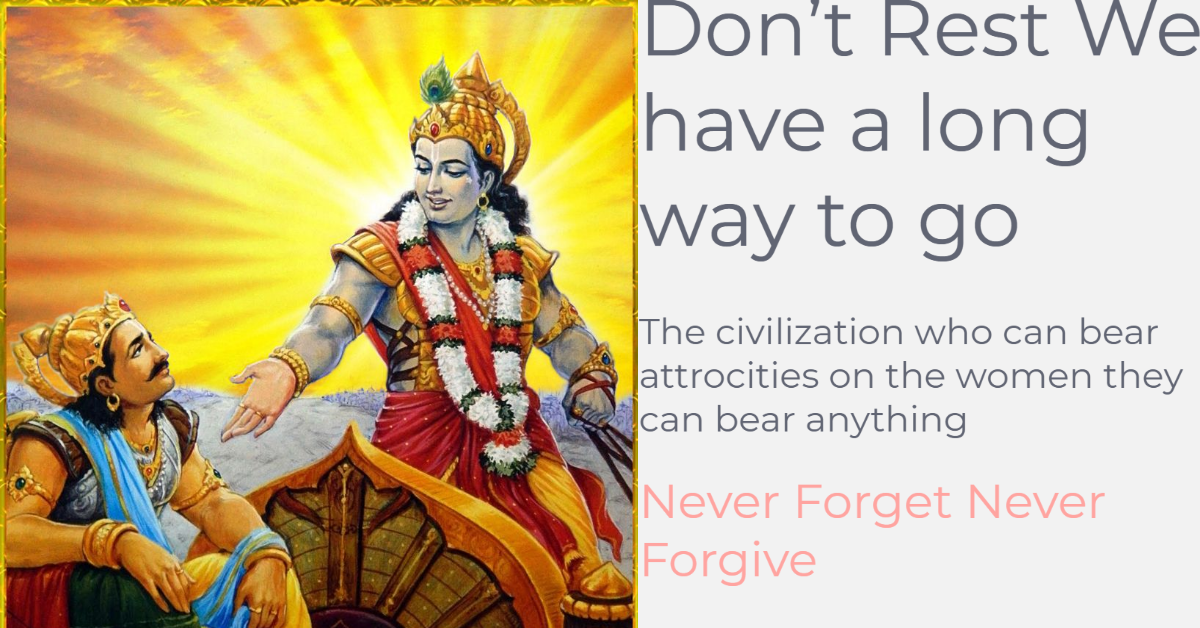 Don’t Rest We
have a long
way to go
The civilization who can bear
attrocities on the women they
can bear anything
Never Forget Never
Forgive